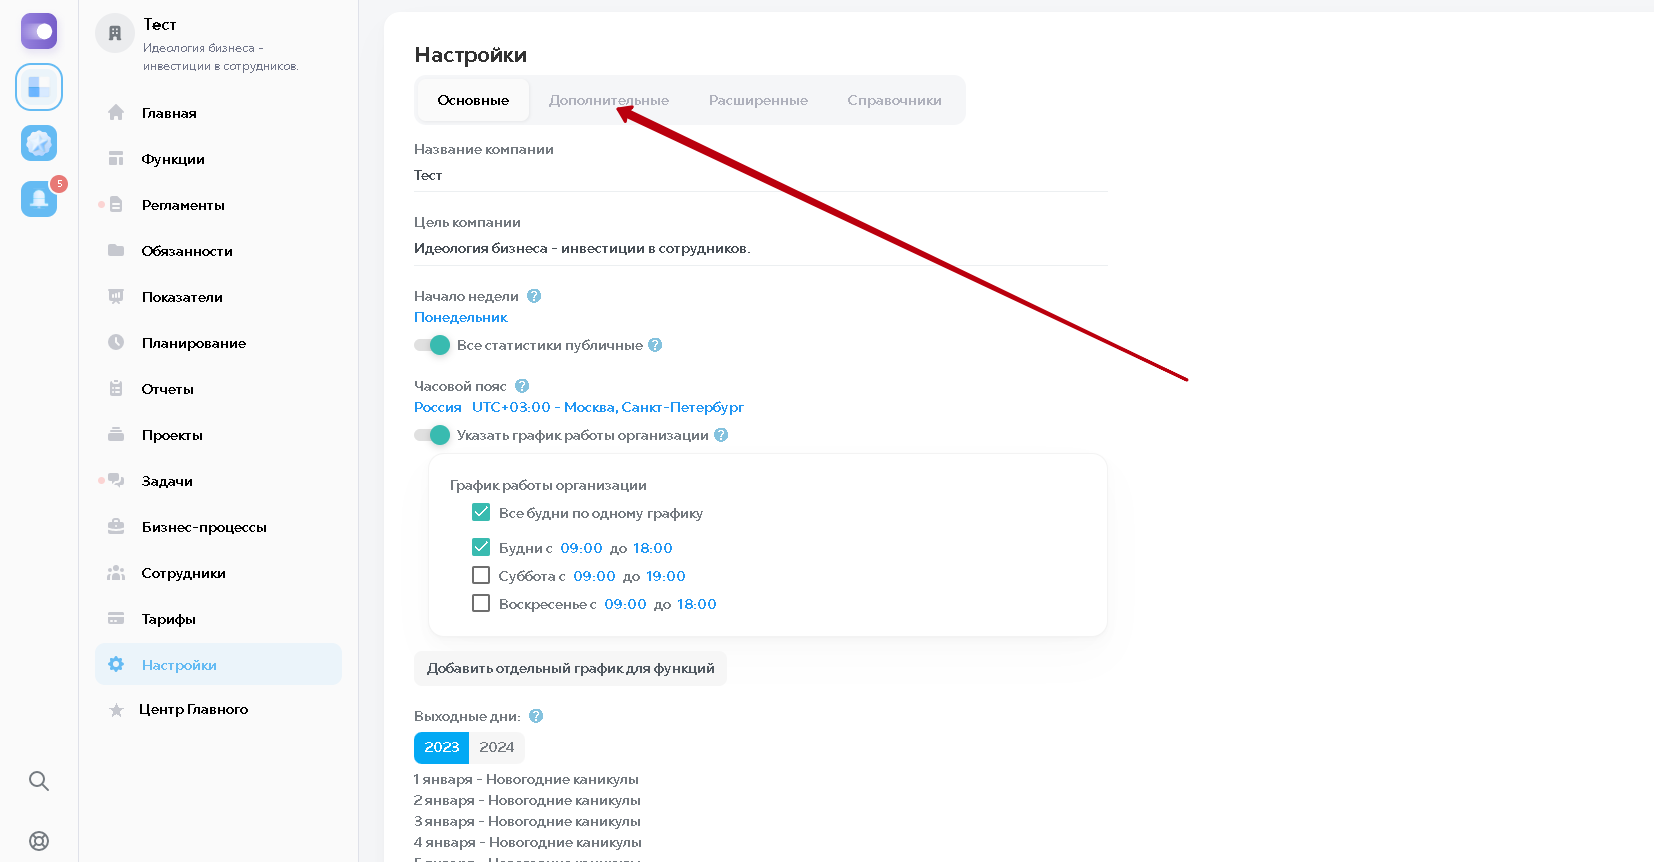 Тест
Идеология бизнеса -
инвестиции в сотрудников.
5
Главная
Функции
Регламенты
Обязанности
Показатели
Планирование
Отчеты
Проекты
Задачи
Бизнес-процессы
Сотрудники
Тарифы
Настройки
Центр Главного
Настройки
Основные Дополнительные Расширенные Справочники
Название компании
Тест
Цель компании
Идеология бизнеса - инвестиции в сотрудников.
Начало недели ?
Понедельник
Все статистики публичные ?
Часовой пояс ?
Россия UTC+03:00 - Москва, Санкт-Петербург
Указать график работы организации ?
График работы организации
Все будни по одному графику
Будни с 09:00 до 18:00
Суббота с 09:00 до 19:00
Воскресенье с 09:00 до 18:00
Добавить отдельный график для функций
Выходные дни: ?
2023 2024
1 января - Новогодние каникулы
2 января - Новогодние каникулы
3 января - Новогодние каникулы
4 января - Новогодние каникулы